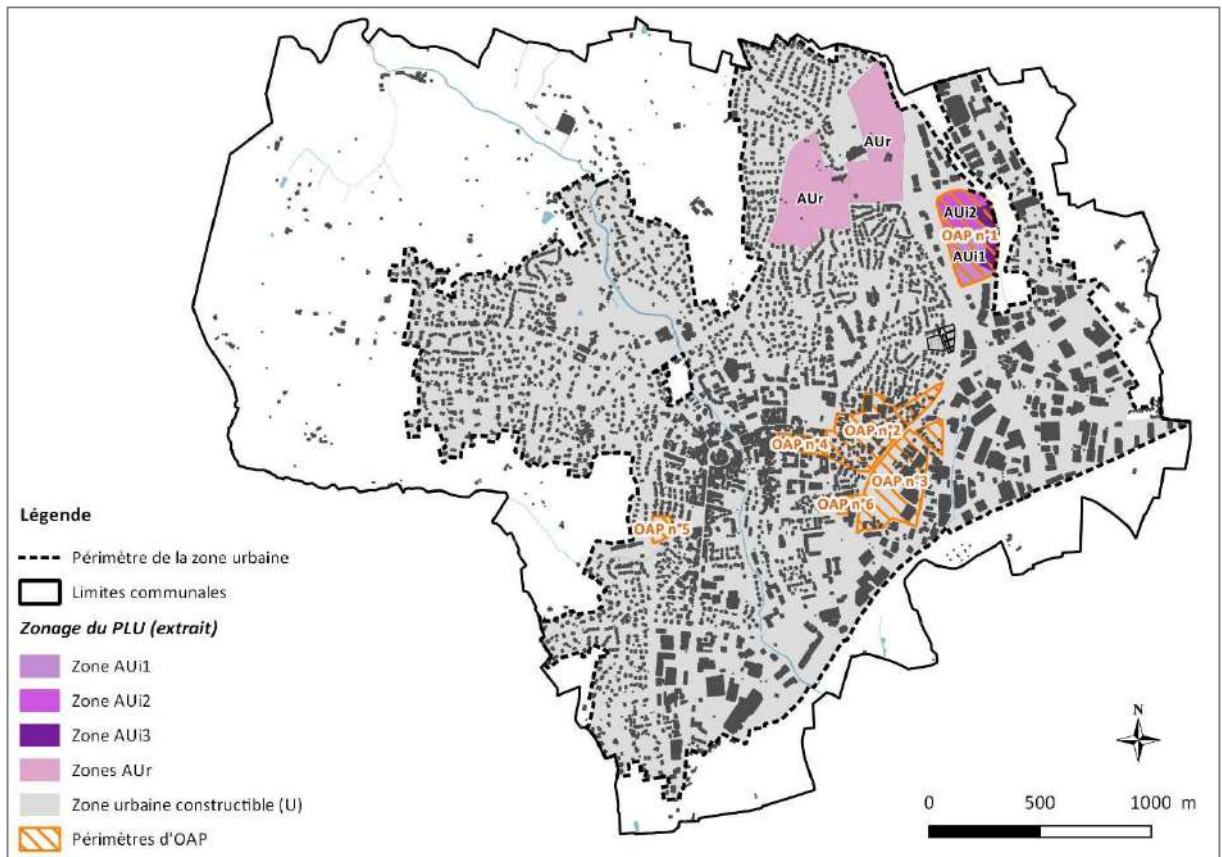 AUr
AUr
AUi2
OAP n°1
AUi1
OAP n°2
OAP n°4
OAP n°3
OAP n°6
OAP n°5
Légende
Périmètre de la zone urbaine
Limites communales
Zonage du PLU (extrait)
Zone AUi1
Zone AUi2
Zone AUi3
Zones AUr
Zone urbaine constructible (U)
Périmètres d'OAP
N
0 500 1000 m